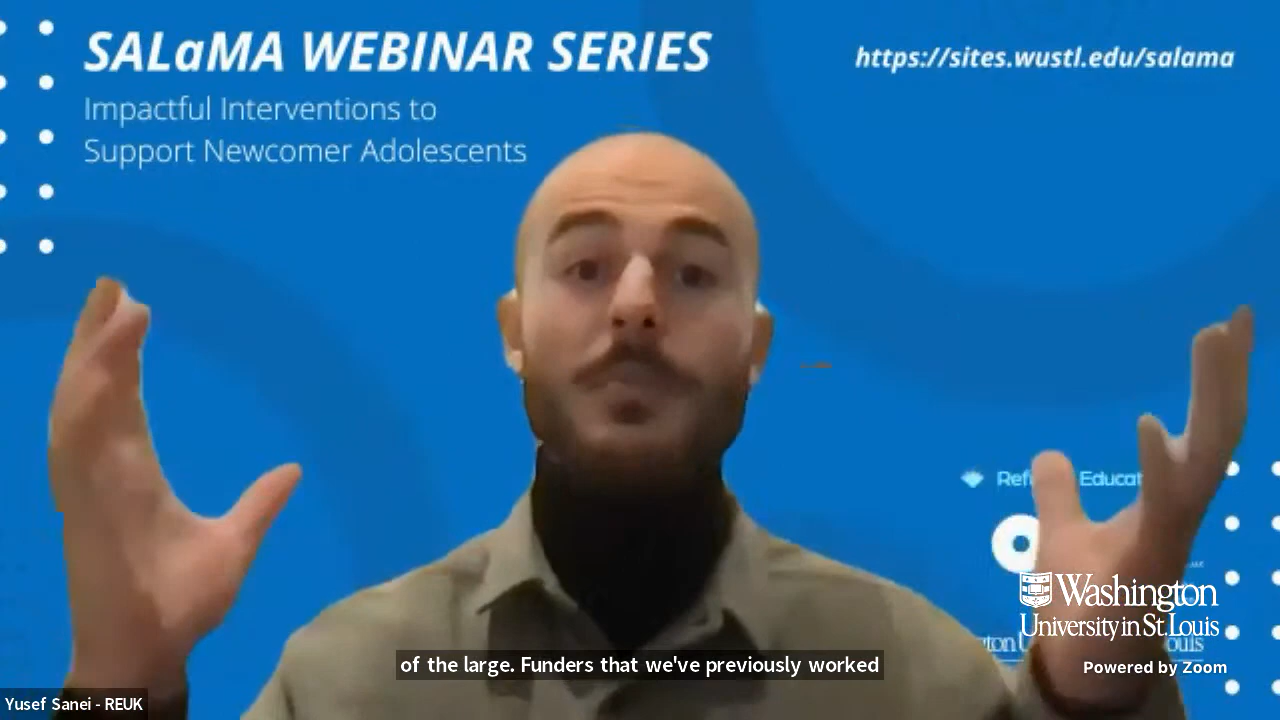 SALaMA WEBINAR SERIES
https://sites.wustl.edu/salama
Impactful Interventions to
Support Newcomer Adolescents
Washington
University in St. Louis
of the large. Funders that we've previously worked
Powered by Zoom
Yusef Sanei - REUK